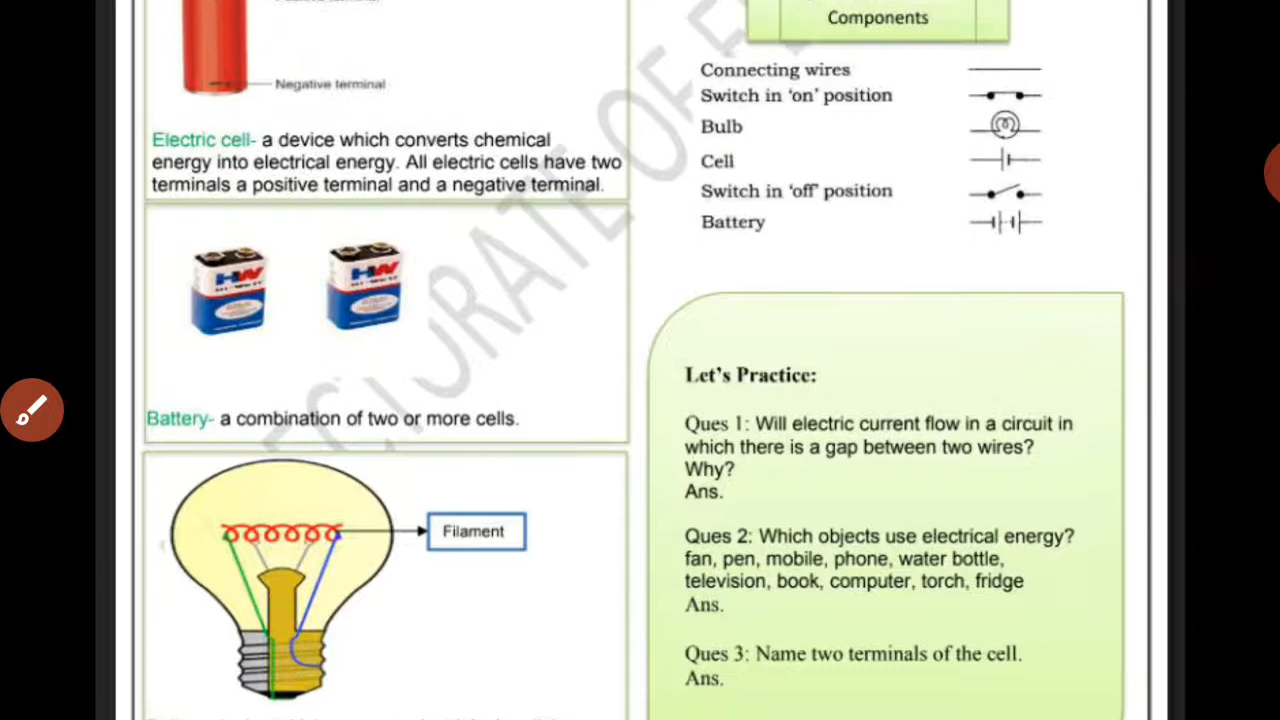 Negative terminal
Electric cell- a device which converts chemical
energy into electrical energy. All electric cells have two
terminals a positive terminal and a negative terminal.
HW
HW
Battery- a combination of two or more cells.
Filament
Components
Connecting wires
Switch in ‘on’ position
Bulb
Cell
Switch in ‘off’ position
Battery
Let’s Practice:
Ques 1: Will electric current flow in a circuit in
which there is a gap between two wires?
Why?
Ans.
Ques 2: Which objects use electrical energy?
fan, pen, mobile, phone, water bottle,
television, book, computer, torch, fridge
Ans.
Ques 3: Name two terminals of the cell.
Ans.